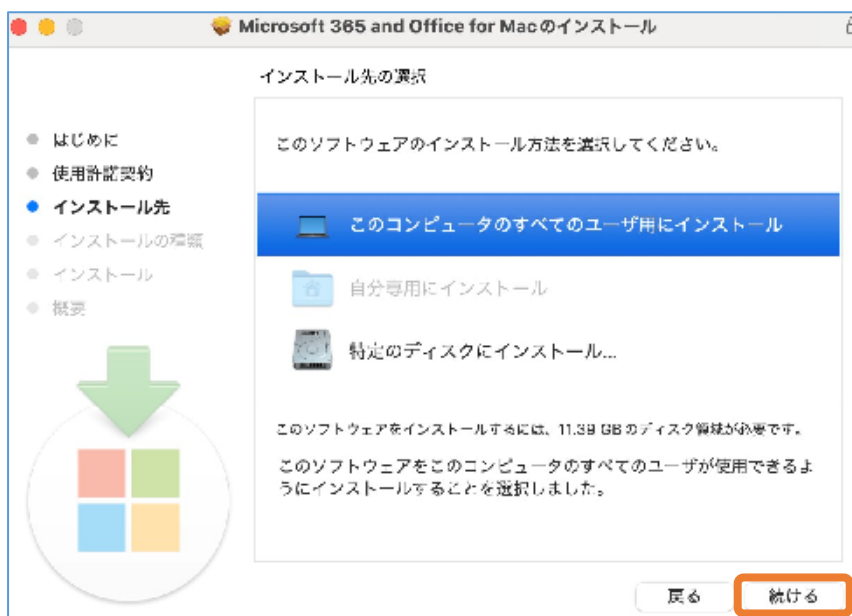 Microsoft 365 and Office for Macのインストール
インストール先の選択
はじめに
使用許諾契約
インストール先
インストールの種類
インストール
概要
このソフトウェアのインストール方法を選択してください。
このコンピュータのすべてのユーザ用にインストール
自分専用にインストール
特定のディスクにインストール...
このソフトウェアをインストールするには、11.39 GB のディスク領域が必要です。
このソフトウェアをこのコンピュータのすべてのユーザが使用できるよ
うにインストールすることを選択しました。
戻る
続ける